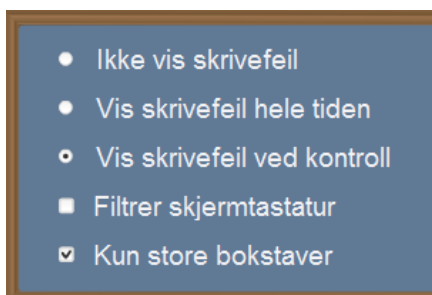 Ikke vis skrivefeil
Vis skrivefeil hele tiden
Vis skrivefeil ved kontroll
Filtrer skjermtastatur
Kun store bokstaver